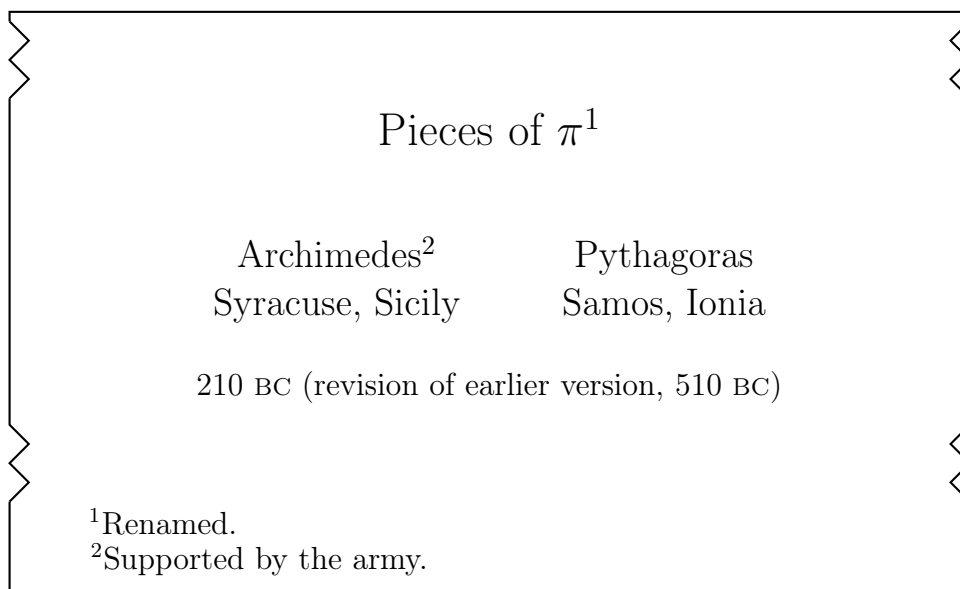 Pieces of π¹
Archimedes² Pythagoras
Syracuse, Sicily Samos, Ionia
210 BC (revision of earlier version, 510 BC)
¹Renamed.
²Supported by the army.